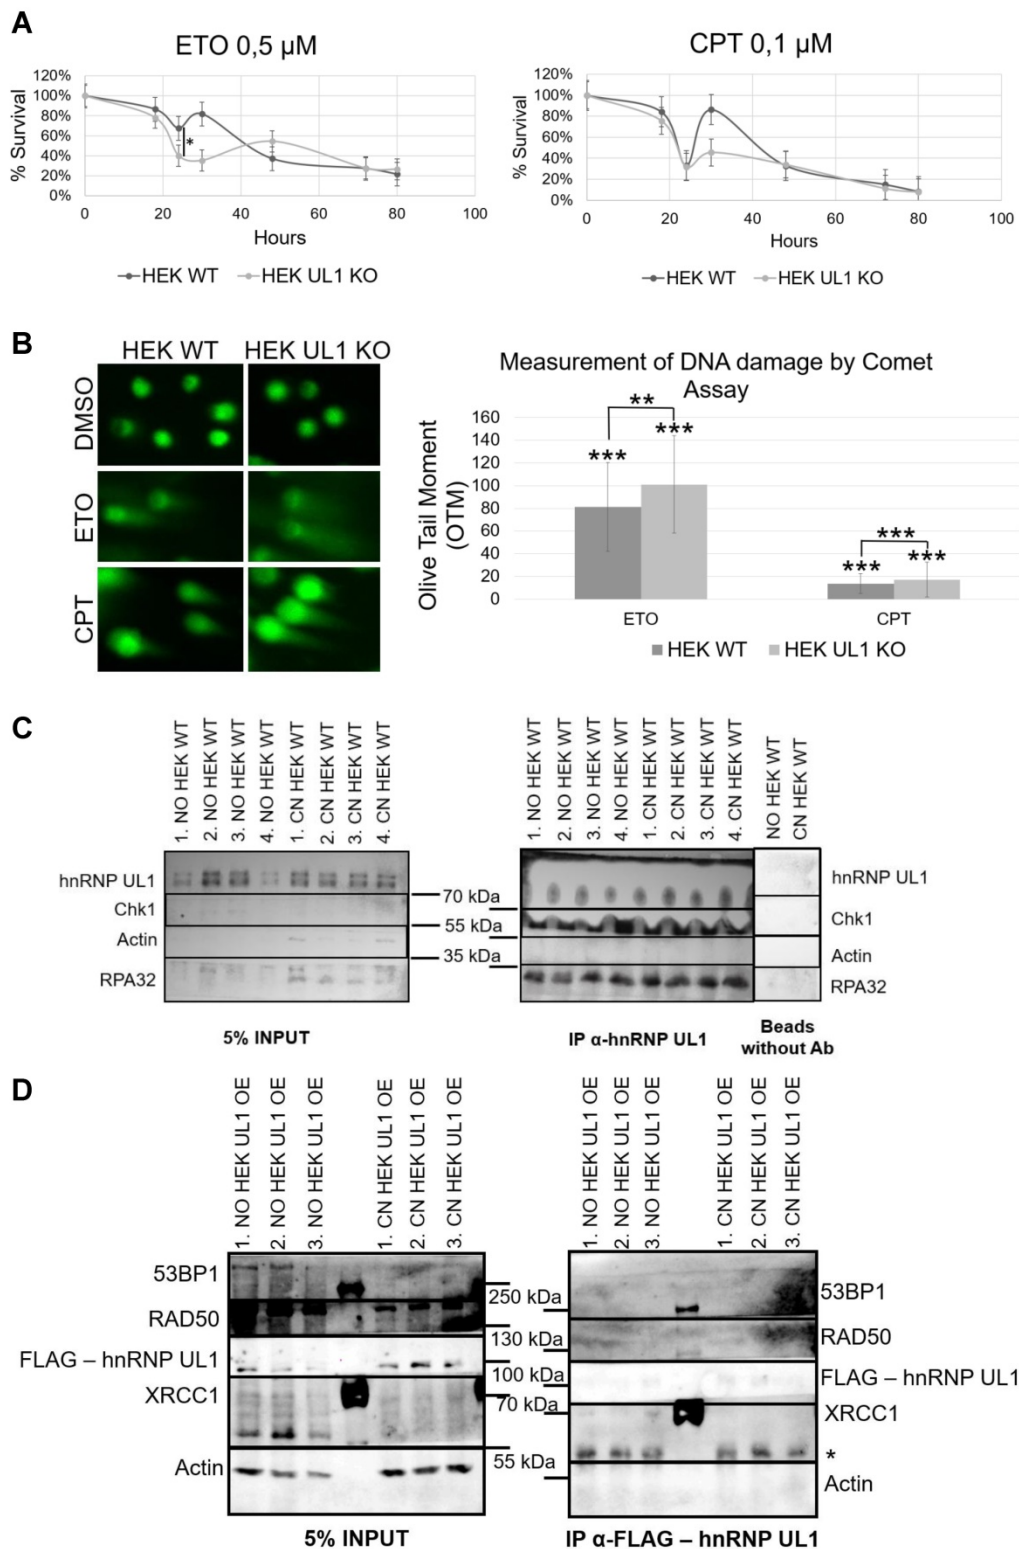 A
ETO 0,5 µM
120%
100%
80%
60%
40%
20%
0%
% Survival
*
0
20
40
60
80
100
Hours
HEK WT
HEK UL1 KO
CPT 0,1 µM
120%
100%
80%
60%
40%
20%
0%
% Survival
0
20
40
60
80
100
Hours
HEK WT
HEK UL1 KO
B
HEK WT
HEK UL1 KO
DMSO
ETO
CPT
Measurement of DNA damage by Comet
Assay
Olive Tail Moment
(OTM)
160
140
120
100
80
60
40
20
0
**
***
***
***
***
***
ETO
CPT
HEK WT
HEK UL1 KO
C
1. NO HEK WT
2. NO HEK WT
3. NO HEK WT
4. NO HEK WT
1. CN HEK WT
2. CN HEK WT
3. CN HEK WT
4. CN HEK WT
hnRNP UL1
Chk1
Actin
RPA32
70 kDa
55 kDa
35 kDa
5% INPUT
1. NO HEK WT
2. NO HEK WT
3. NO HEK WT
4. NO HEK WT
1. CN HEK WT
2. CN HEK WT
3. CN HEK WT
4. CN HEK WT
NO HEK WT
CN HEK WT
hnRNP UL1
Chk1
Actin
RPA32
IP α-hnRNP UL1
Beads
without Ab
D
1. NO HEK UL1 OE
2. NO HEK UL1 OE
3. NO HEK UL1 OE
1. CN HEK UL1 OE
2. CN HEK UL1 OE
3. CN HEK UL1 OE
53BP1
RAD50
FLAG – hnRNP UL1
XRCC1
Actin
250 kDa
130 kDa
100 kDa
70 kDa
55 kDa
5% INPUT
1. NO HEK UL1 OE
2. NO HEK UL1 OE
3. NO HEK UL1 OE
1. CN HEK UL1 OE
2. CN HEK UL1 OE
3. CN HEK UL1 OE
53BP1
RAD50
FLAG – hnRNP UL1
XRCC1
*
Actin
IP α-FLAG – hnRNP UL1